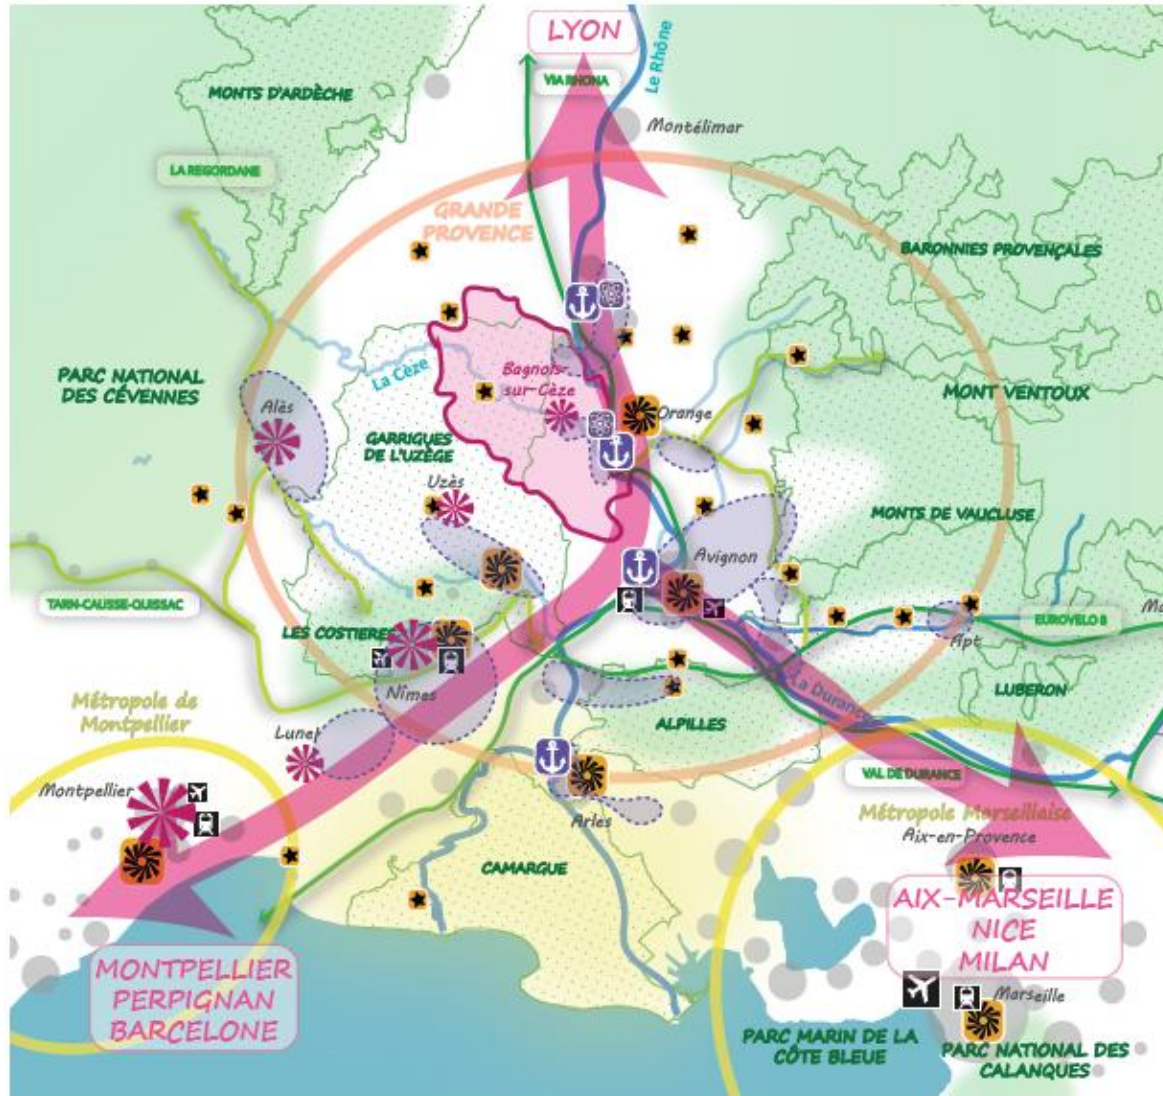 LYON
Le Rhône
VIA RHONA
MONTS D'ARDÈCHE
Montélimar
LA REGORDANE
GRANDE
PROVENCE
BARONNIES PROVENÇALES
PARC NATIONAL
DES CÉVENNES
La Cèze
Bagnols-
sur-Cèze
MONT VENTOUX
Alès
Orange
GARRIGUES
DE L'UZÈGE
Uzès
MONTS DE VAUCLUSE
Avignon
TARN-CAUSSE-QUISSAC
LES COSTIERES
EUROVELO 8
Apt
Nîmes
La Durance
LUBERON
Métropole de
Montpellier
Lunel
ALPILLES
VAL DE DURANCE
Montpellier
Métropole Marseillaise
Aix-en-Provence
Arles
CAMARGUE
AIX-MARSEILLE
NICE
MILAN
MONTPELLIER
PERPIGNAN
BARCELONE
Marseille
PARC MARIN DE LA
CÔTE BLEUE
PARC NATIONAL DES
CALANQUES